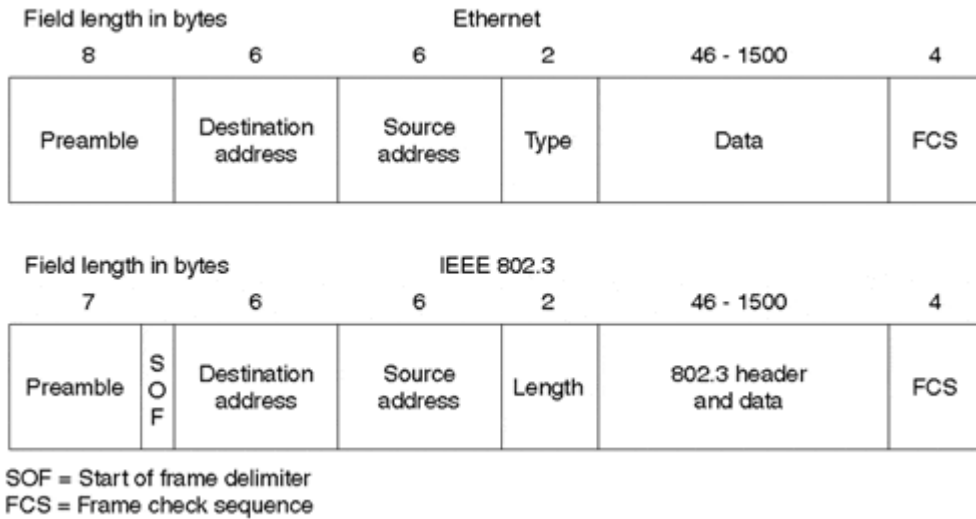 Field length in bytes Ethernet
8 6 6 2 46 - 1500 4
Preamble Destination address Source address Type Data FCS
Field length in bytes IEEE 802.3
7 6 6 2 46 - 1500 4
Preamble SOF Destination address Source address Length 802.3 header and data FCS
SOF = Start of frame delimiter
FCS = Frame check sequence